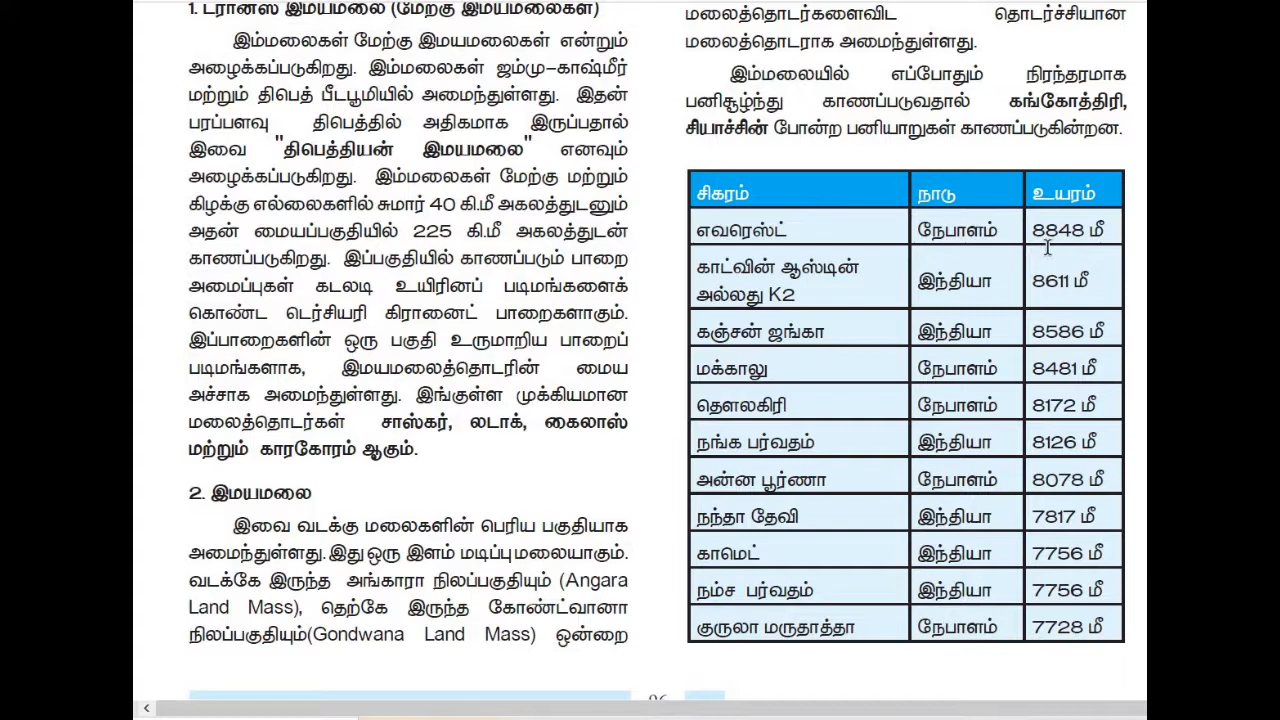 1. ட்ரான்ஸ் இமயமலை (மேற்கு இமயமலைகள்)
இம்மலைகள் மேற்கு இமயமலைகள் என்றும்
அழைக்கப்படுகிறது. இம்மலைகள் ஜம்மு–காஷ்மீர்
மற்றும் திபெத் பீடபூமியில் அமைந்துள்ளது. இதன்
பரப்பளவு திபெத்தில் அதிகமாக இருப்பதால்
இவை "திபெத்தியன் இமயமலை" எனவும்
அழைக்கப்படுகிறது. இம்மலைகள் மேற்கு மற்றும்
கிழக்கு எல்லைகளில் சுமார் 40 கி.மீ அகலத்துடனும்
அதன் மையப்பகுதியில் 225 கி.மீ அகலத்துடன்
காணப்படுகிறது. இப்பகுதியில் காணப்படும் பாறை
அமைப்புகள் கடலடி உயிரினப் படிமங்களைக்
கொண்ட டெர்சியரி கிரானைட் பாறைகளாகும்.
இப்பாறைகளின் ஒரு பகுதி உருமாறிய பாறைப்
படிமங்களாக, இமயமலைத்தொடரின் மைய
அச்சாக அமைந்துள்ளது. இங்குள்ள முக்கியமான
மலைத்தொடர்கள் சாஸ்கர், லடாக், கைலாஸ்
மற்றும் காரகோரம் ஆகும்.
2. இமயமலை
இவை வடக்கு மலைகளின் பெரிய பகுதியாக
அமைந்துள்ளது. இது ஒரு இளம் மடிப்பு மலையாகும்.
வடக்கே இருந்த அங்காரா நிலப்பகுதியும் (Angara
Land Mass), தெற்கே இருந்த கோண்ட்வானா
நிலப்பகுதியும்(Gondwana Land Mass) ஒன்றை
மலைத்தொடர்களைவிட தொடர்ச்சியான
மலைத்தொடராக அமைந்துள்ளது.
இம்மலையில் எப்போதும் நிரந்தரமாக
பனிசூழ்ந்து காணப்படுவதால் கங்கோத்திரி,
சியாச்சின் போன்ற பனியாறுகள் காணப்படுகின்றன.
சிகரம் நாடு உயரம்
எவரெஸ்ட் நேபாளம் 8848 மீ
காட்வின் ஆஸ்டின்
அல்லது K2 இந்தியா 8611 மீ
கஞ்சன் ஜங்கா இந்தியா 8586 மீ
மக்காலு நேபாளம் 8481 மீ
தௌலகிரி நேபாளம் 8172 மீ
நங்க பர்வதம் இந்தியா 8126 மீ
அன்ன பூர்ணா நேபாளம் 8078 மீ
நந்தா தேவி இந்தியா 7817 மீ
காமெட் இந்தியா 7756 மீ
நம்ச பர்வதம் இந்தியா 7756 மீ
குருலா மருதாத்தா நேபாளம் 7728 மீ